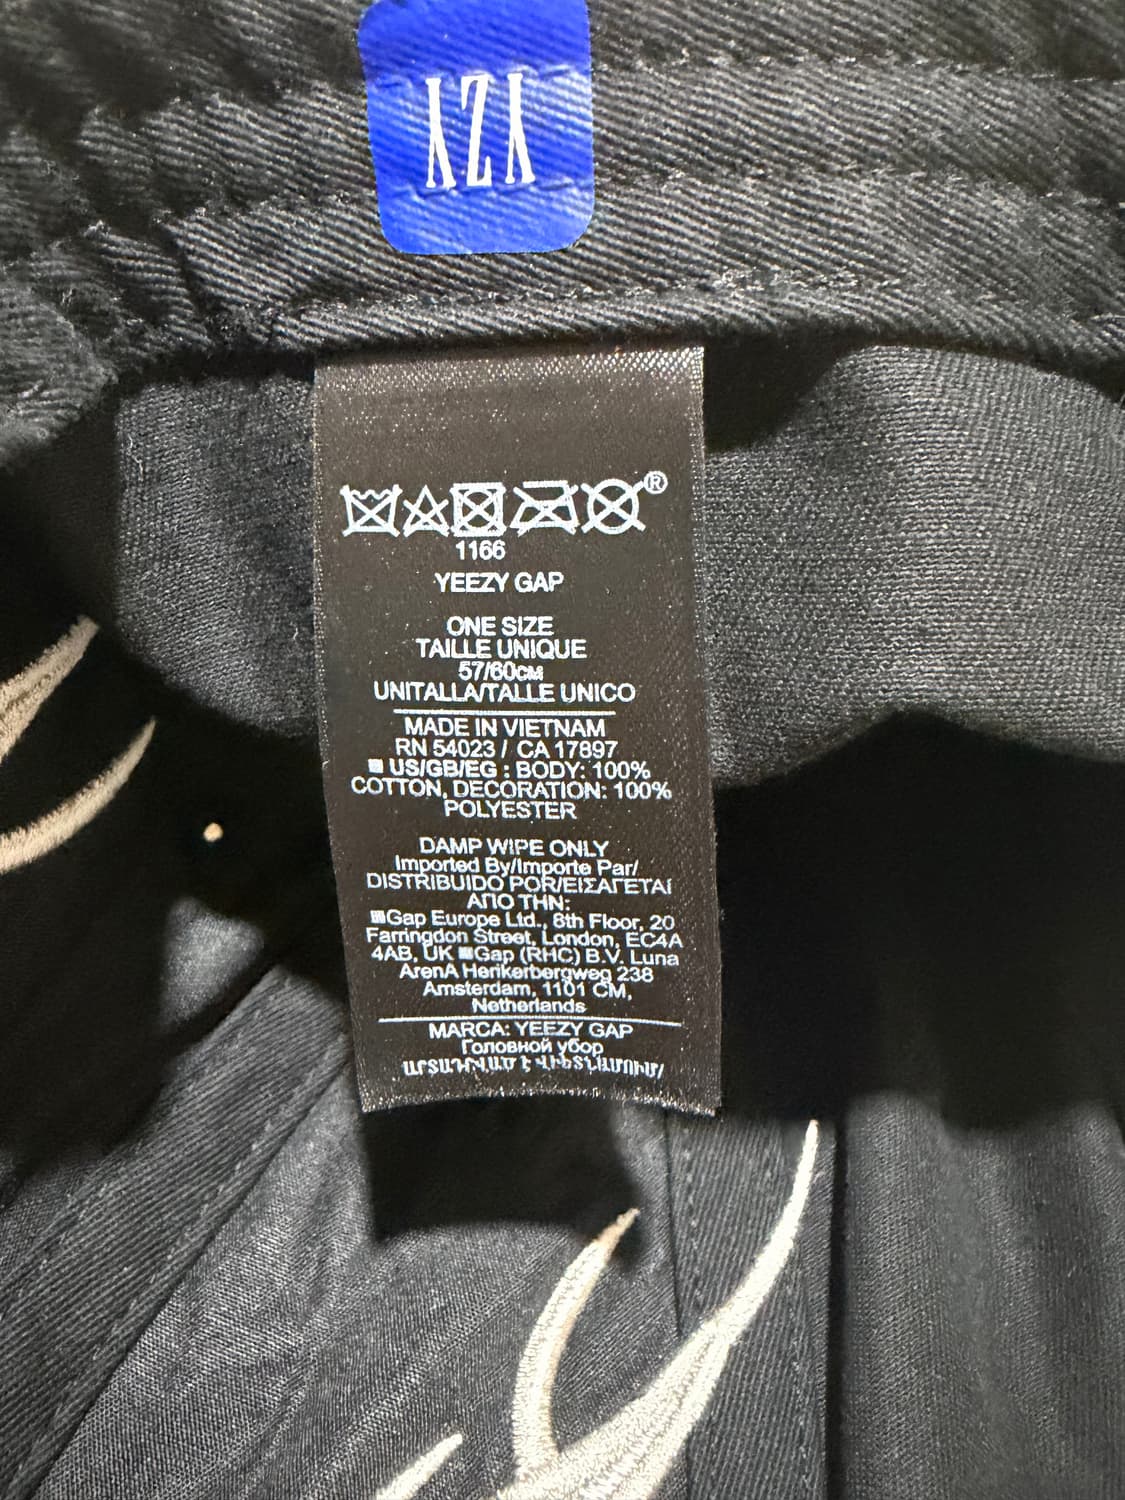 YZY
®
1166
YEEZY GAP
ONE SIZE
TAILLE UNIQUE
57/60CM
UNITALLA/TALLE UNICO
MADE IN VIETNAM
RN 54023 / CA 17897
US/GB/EG : BODY: 100%
COTTON, DECORATION: 100%
POLYESTER
DAMP WIPE ONLY
Imported By/Importe Par/
DISTRIBUIDO POR/ΕΙΣΑΓΕΤΑΙ
ΑΠΟ ΤΗΝ:
Gap Europe Ltd., 8th Floor, 20
Farringdon Street, London, EC4A
4AB, UK Gap (RHC) B.V. Luna
ArenA Herikerbergweg 238
Amsterdam, 1101 CM,
Netherlands
MARCA: YEEZY GAP
Головной убор
ԱՐՏԱԴՐՎԱԾ Է ՎԻԵՏՆԱՄՈՒՄ/